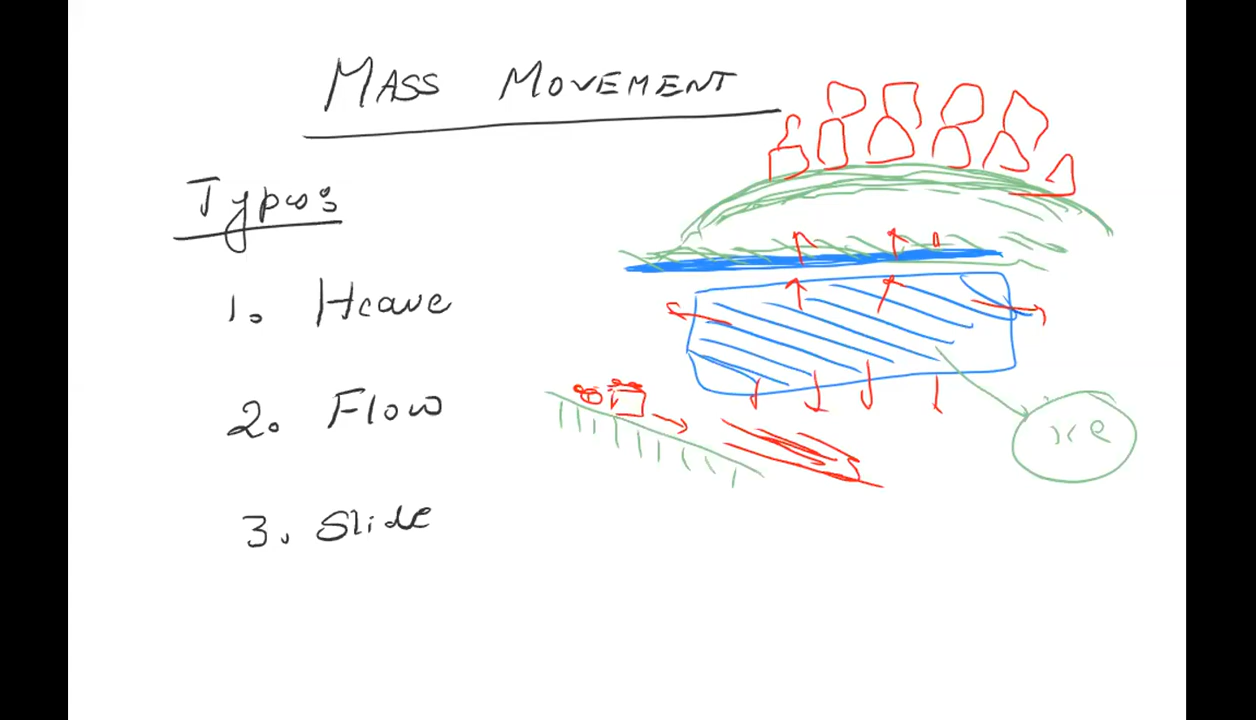 MASS MOVEMENT
Types
1. Heave
2. Flow
3. Slide